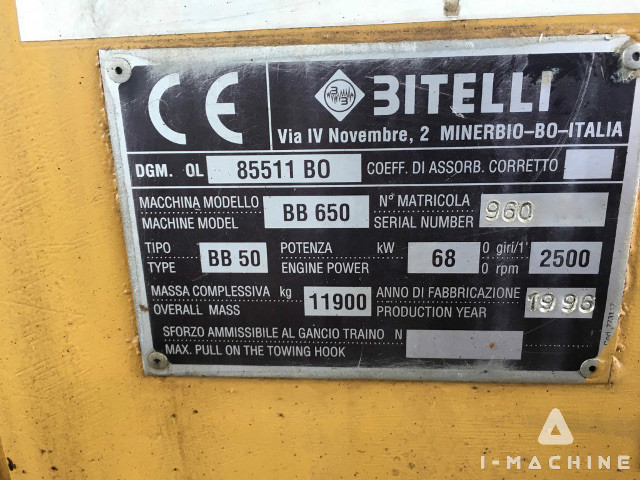 CE BITELLI
Via IV Novembre, 2 MINERBIO-BO-ITALIA
DGM. OL 85511 BO COEFF. DI ASSORB. CORRETTO
MACCHINA MODELLO BB 650 N° MATRICOLA 960
MACHINE MODEL SERIAL NUMBER
TIPO BB 50 POTENZA kW 68 0 giri/1' 2500
TYPE ENGINE POWER 0 rpm
MASSA COMPLESSIVA kg 11900 ANNO DI FABBRICAZIONE 1996
OVERALL MASS PRODUCTION YEAR
SFORZO AMMISSIBILE AL GANCIO TRAINO N
MAX. PULL ON THE TOWING HOOK
I-MACHINE